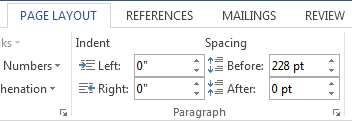 PAGE LAYOUT REFERENCES MAILINGS REVIEW
ks Indent Spacing
Numbers Left: 0" Before: 228 pt
henation Right: 0" After: 0 pt
Paragraph